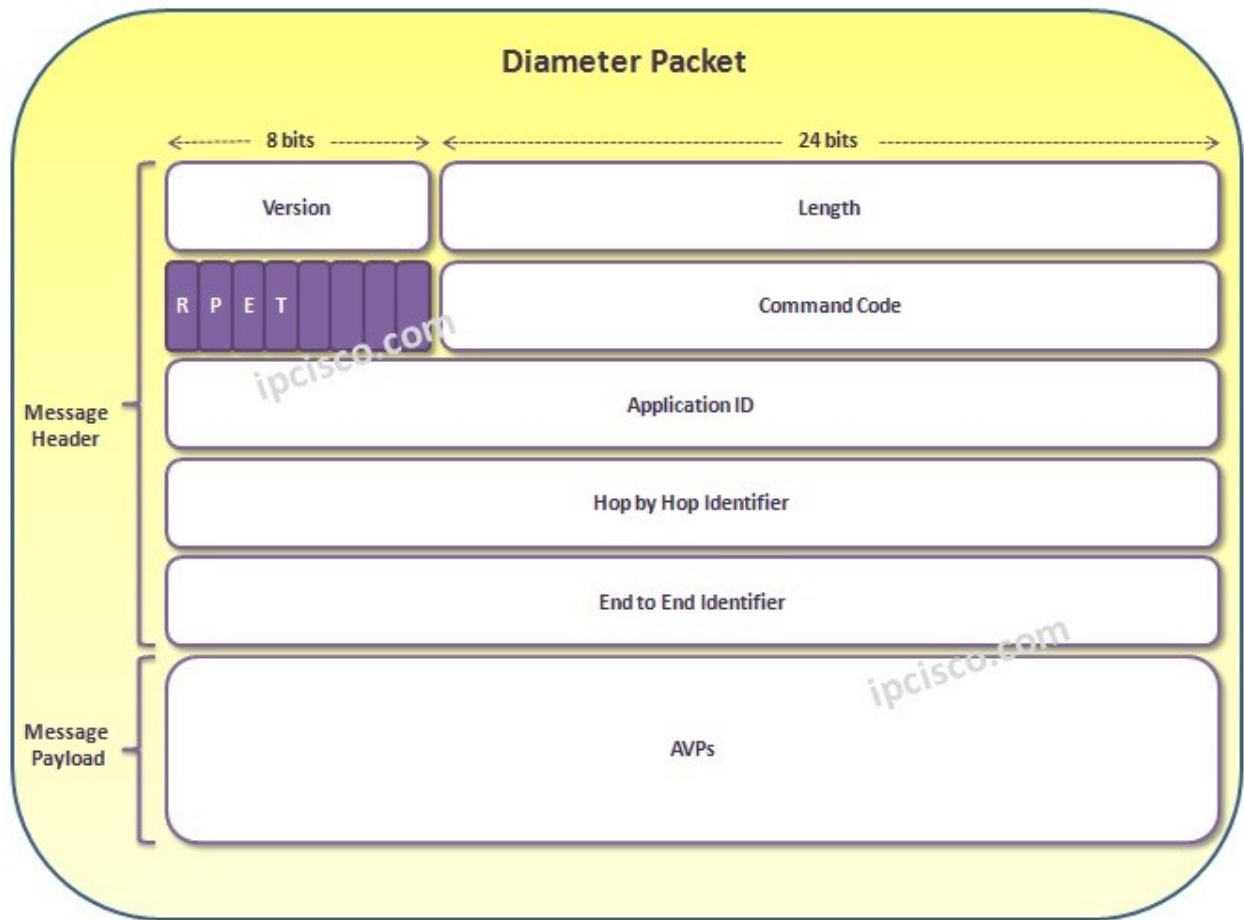 Diameter Packet
8 bits 24 bits
Version Length
R P E T Command Code
ipcisco.com
Application ID
Message
Header
Hop by Hop Identifier
End to End Identifier
ipcisco.com
Message
Payload
AVPs